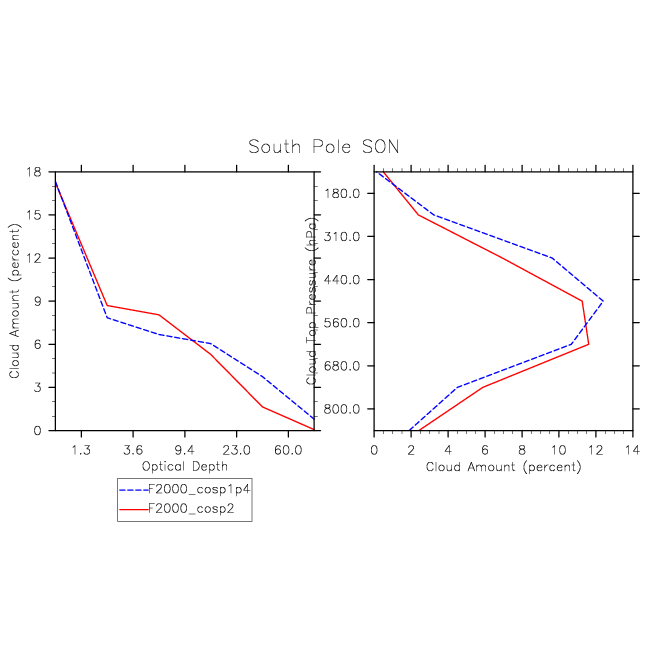 South Pole SON
18
15
12
9
6
3
0
Cloud Amount (percent)
1.3 3.6 9.4 23.0 60.0
Optical Depth
Cloud Top Pressure (hPa)
180.0
310.0
440.0
560.0
680.0
800.0
0 2 4 6 8 10 12 14
Cloud Amount (percent)
F2000_cosp1p4
F2000_cosp2